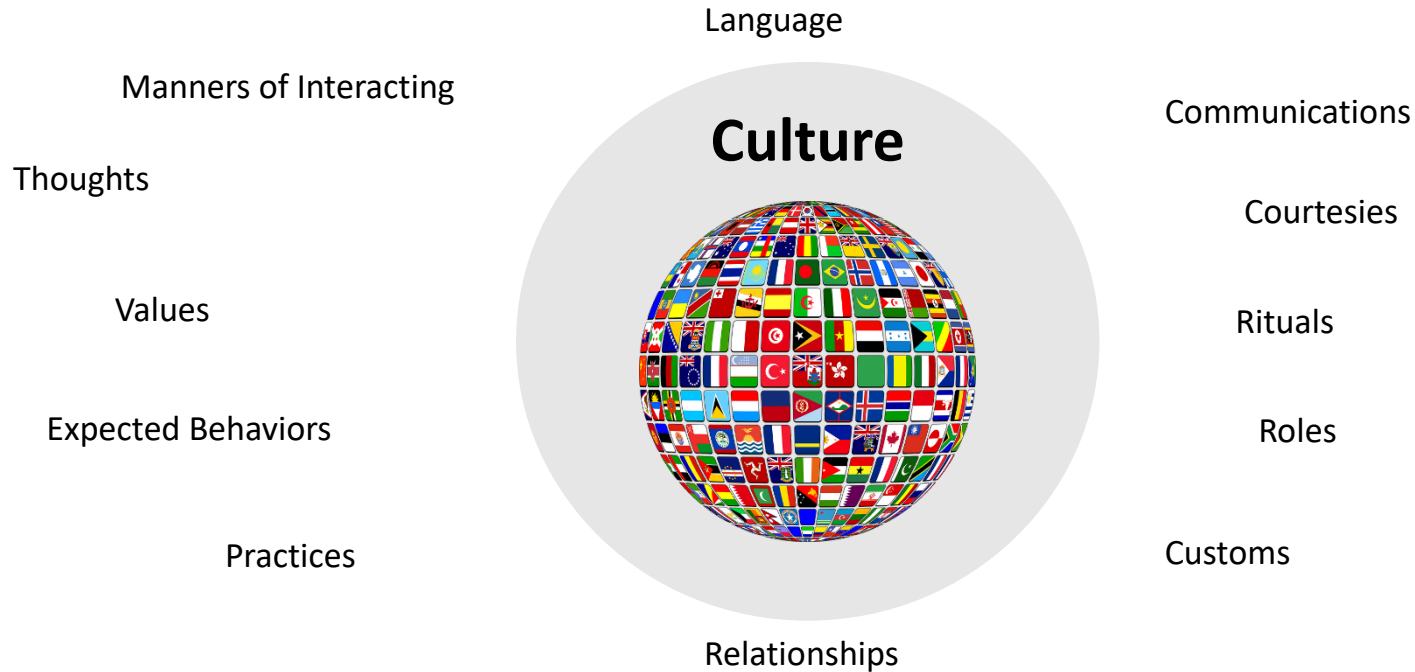 Language
Manners of Interacting
Communications
Culture
Thoughts
Courtesies
Values
Rituals
Expected Behaviors
Roles
Practices
Customs
Relationships